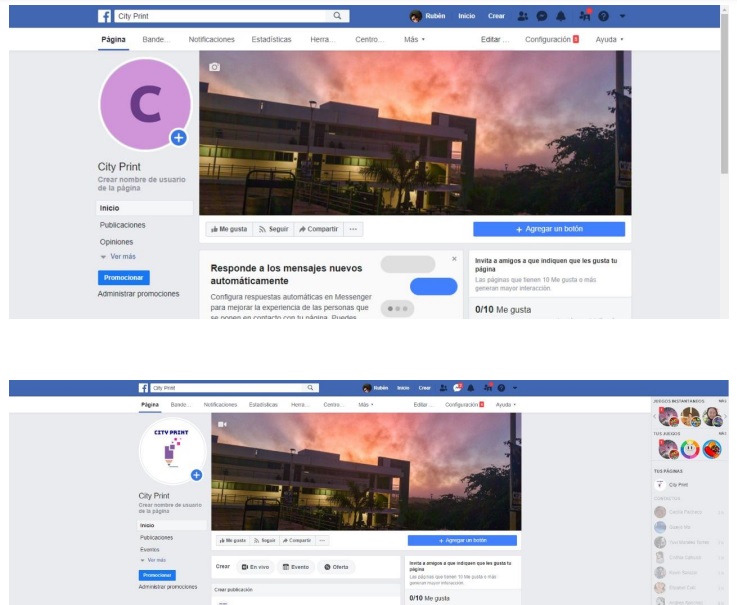 City Print
Rubén Inicio Crear
Página Bande... Notificaciones Estadísticas Herra... Centro... Más Editar ... Configuración Ayuda
C
City Print
Crear nombre de usuario
de la página
Inicio
Publicaciones
Opiniones
Ver más
Promocionar
Administrar promociones
Me gusta Seguir Compartir ...
+ Agregar un botón
Responde a los mensajes nuevos
automáticamente
Configura respuestas automáticas en Messenger
para mejorar la experiencia de las personas que
se ponen en contacto con tu página. Puedes
Invita a amigos a que indiquen que les gusta tu
página
Las páginas que tienen 10 Me gusta o más
generan mayor interacción.
0/10 Me gusta
City Print
Rubén Inicio Crear
Página Bande... Notificaciones Estadísticas Herra... Centro... Más Editar ... Configuración Ayuda
CITY PRINT
City Print
Crear nombre de usuario
de la página
Inicio
Publicaciones
Eventos
Ver más
Promocionar
Administrar promociones
Me gusta Seguir Compartir ...
+ Agregar un botón
Crear En vivo Evento Oferta
Crear publicación
Invita a amigos a que indiquen que les gusta tu
página
Las páginas que tienen 10 Me gusta o más
generan mayor interacción.
0/10 Me gusta
JUEGOS INSTANTÁNEOS MÁS
TUS JUEGOS MÁS
TUS PÁGINAS
City Print